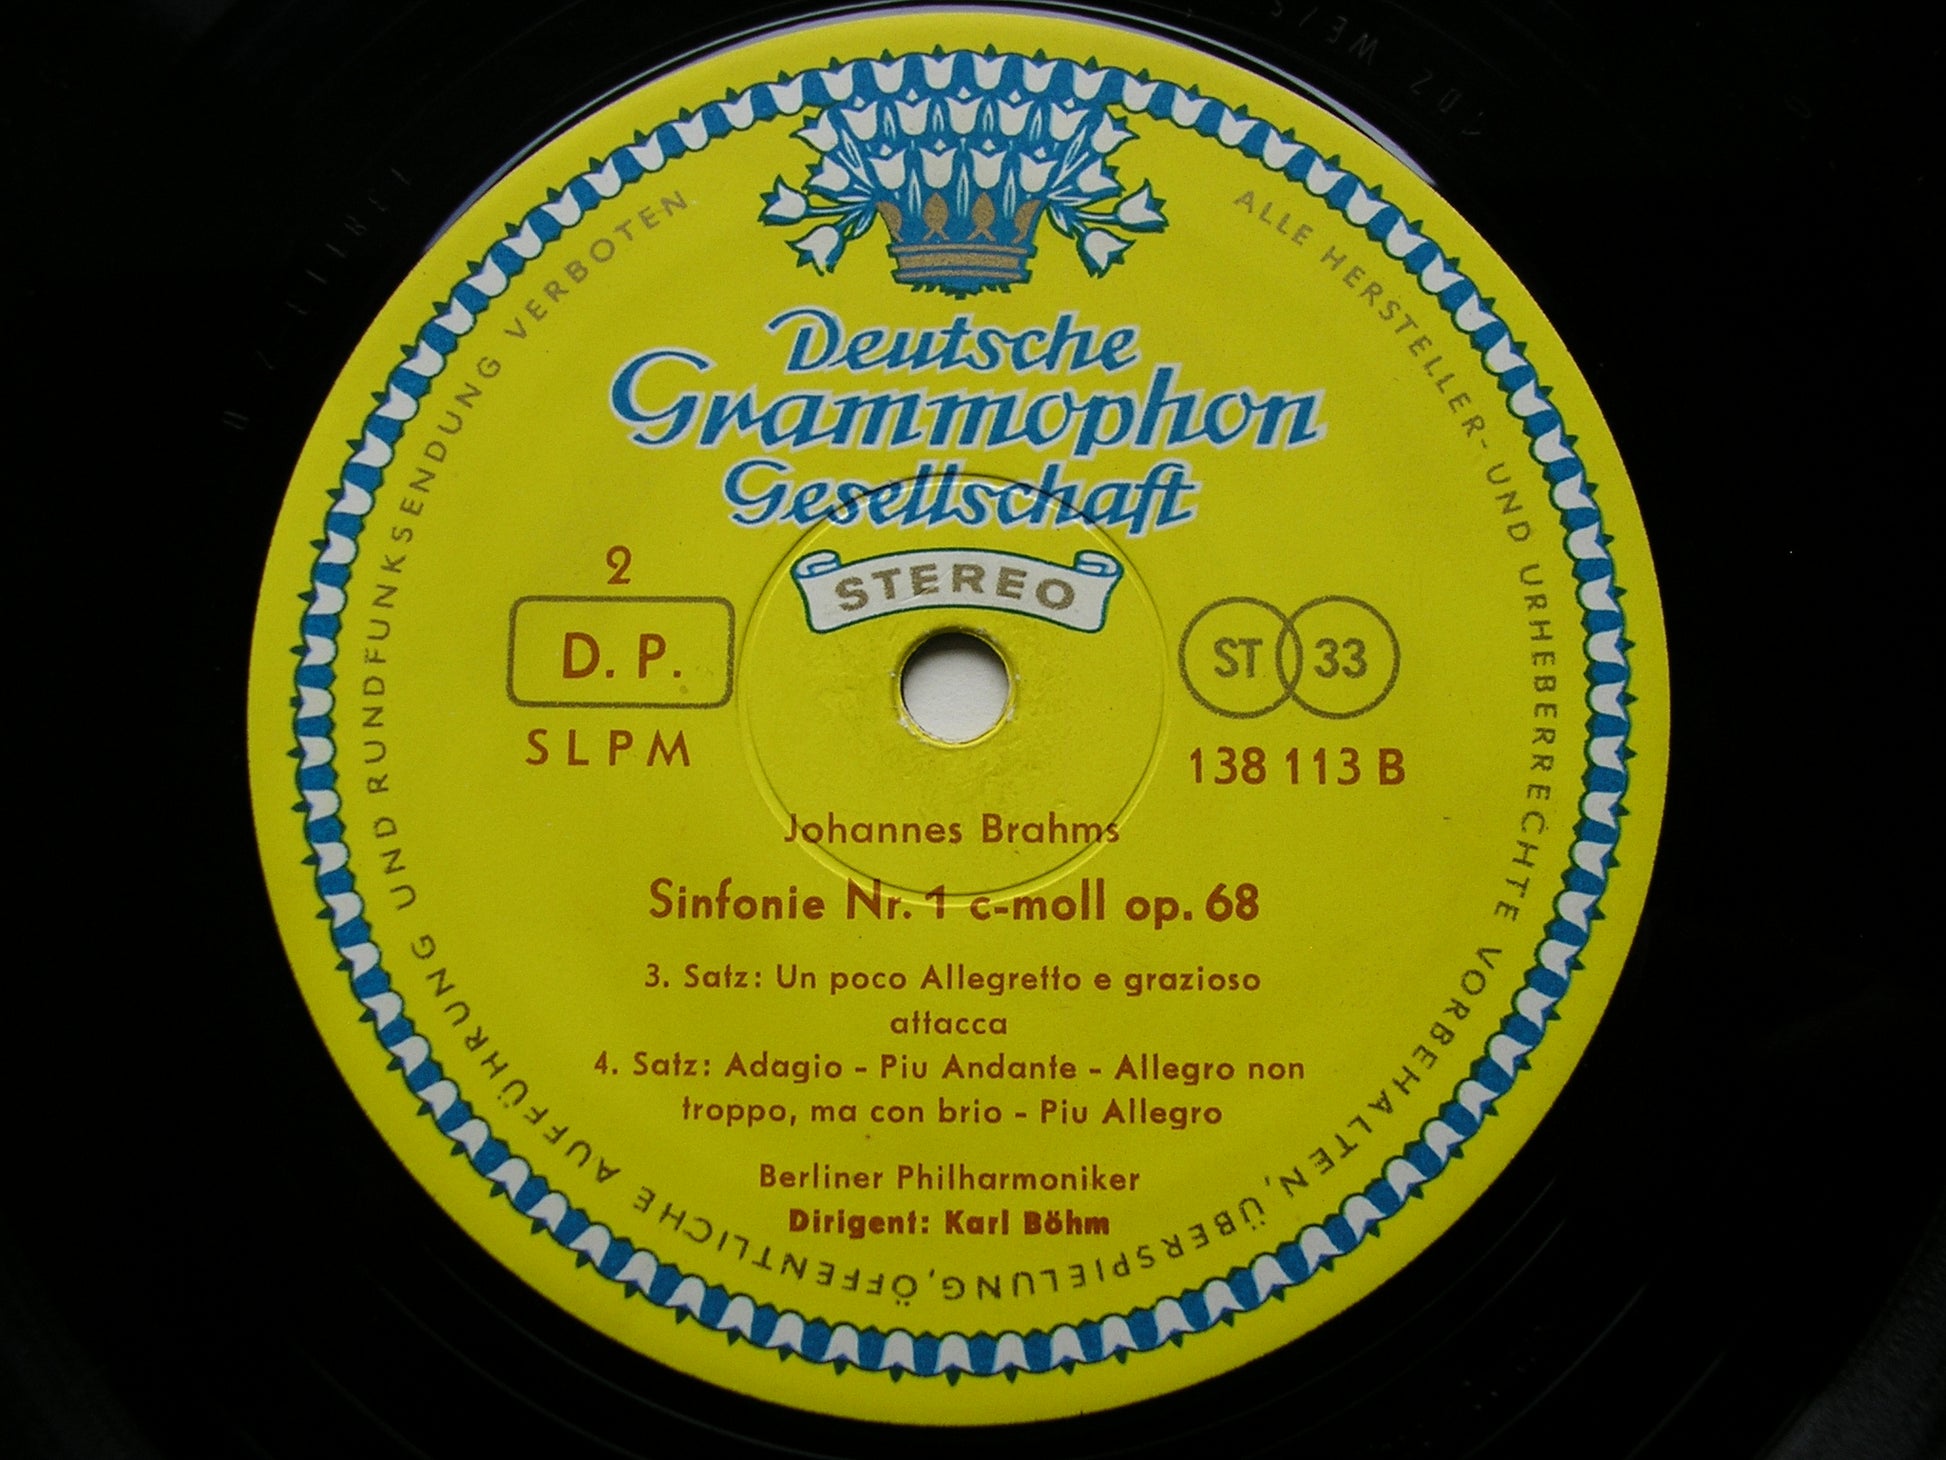 Deutsche
Grammophon
Gesellschaft
STEREO
2
D. P.
SLPM
ST 33
138 113 B
Johannes Brahms
Sinfonie Nr. 1 c-moll op. 68
3. Satz: Un poco Allegretto e grazioso
attacca
4. Satz: Adagio - Piu Andante - Allegro non
troppo, ma con brio - Piu Allegro
Berliner Philharmoniker
Dirigent: Karl Böhm
ALLE HERSTELLER- UND URHEBERRECHTE VORBEHALTEN, ÜBERSPIELUNG, ÖFFENTLICHE AUFFÜHRUNG UND RUNDFUNKSENDUNG VERBOTEN